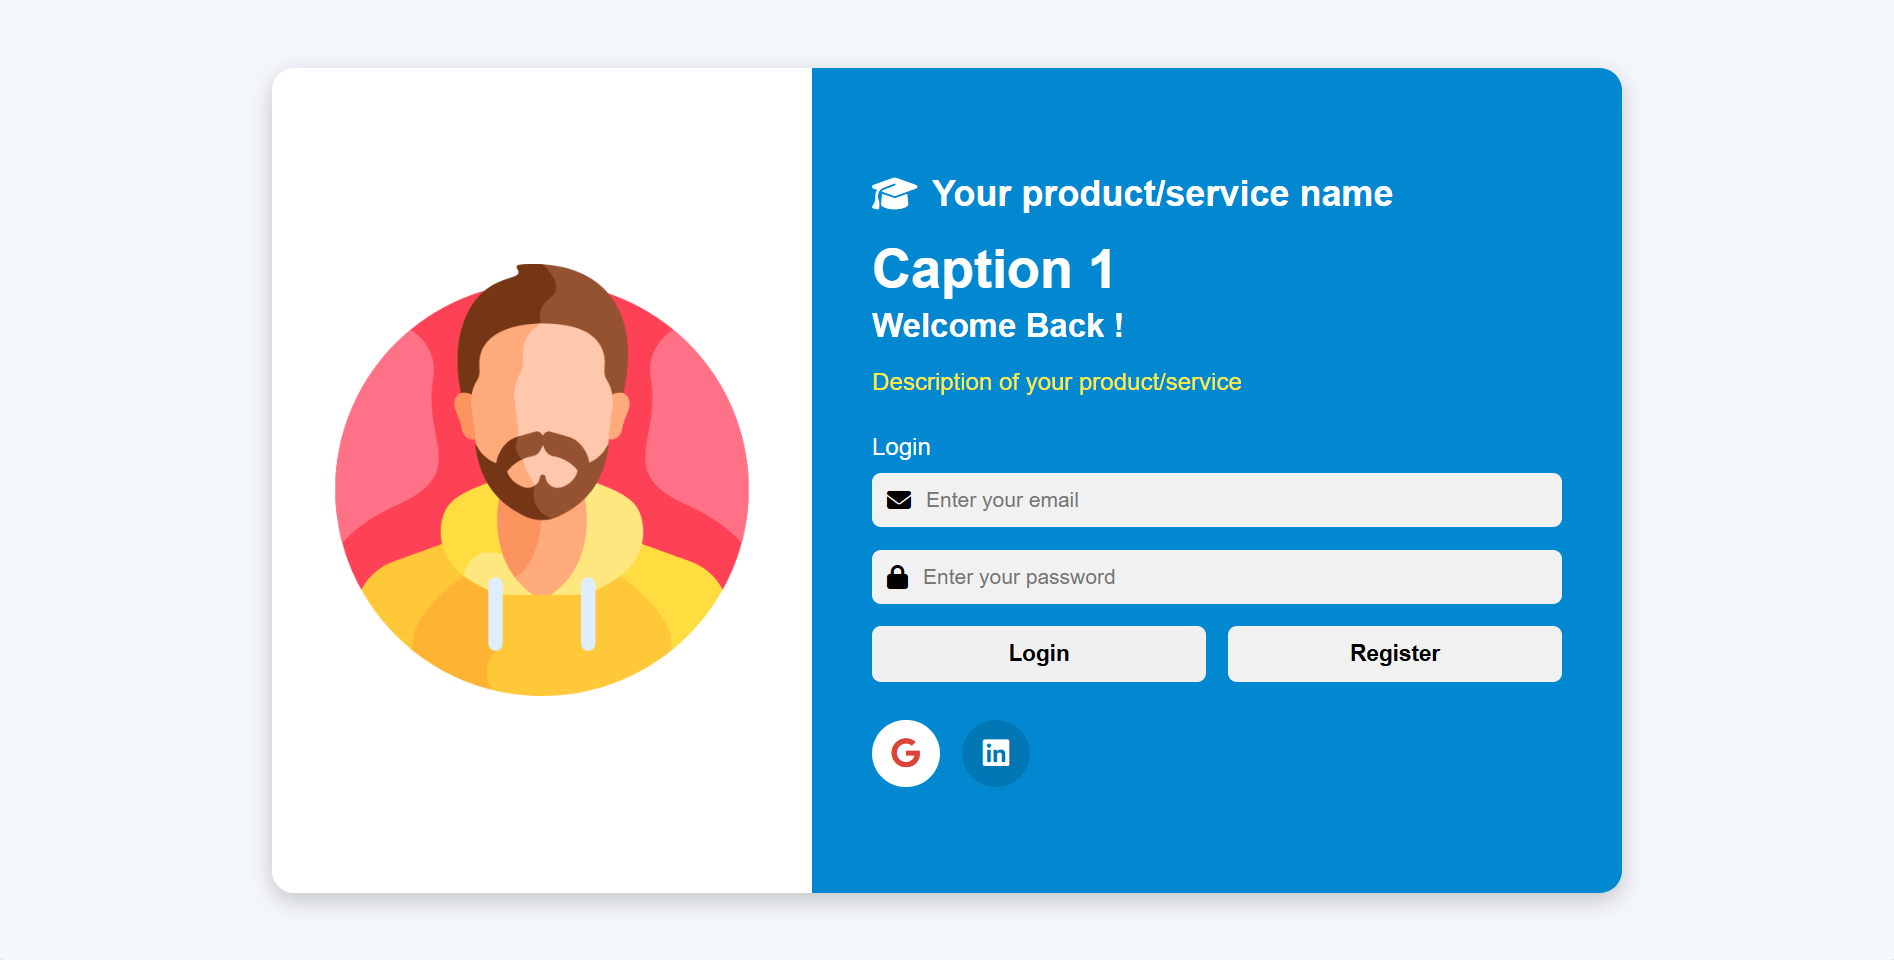 Your product/service name
Caption 1
Welcome Back !
Description of your product/service
Login
Enter your email
Enter your password
Login
Register
G
in